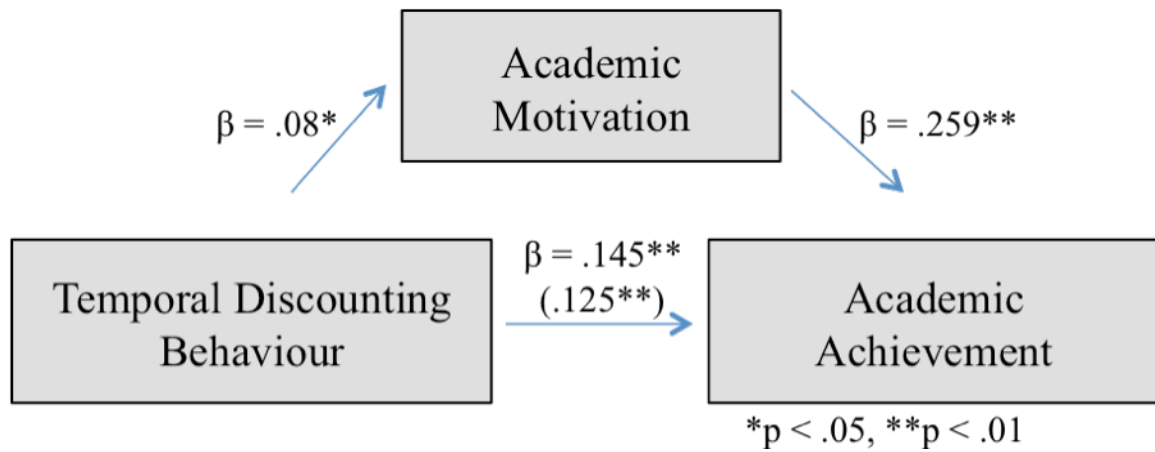 Academic
Motivation
β = .08*
β = .259**
Temporal Discounting
Behaviour
β = .145**
(.125**)
Academic
Achievement
*p < .05, **p < .01